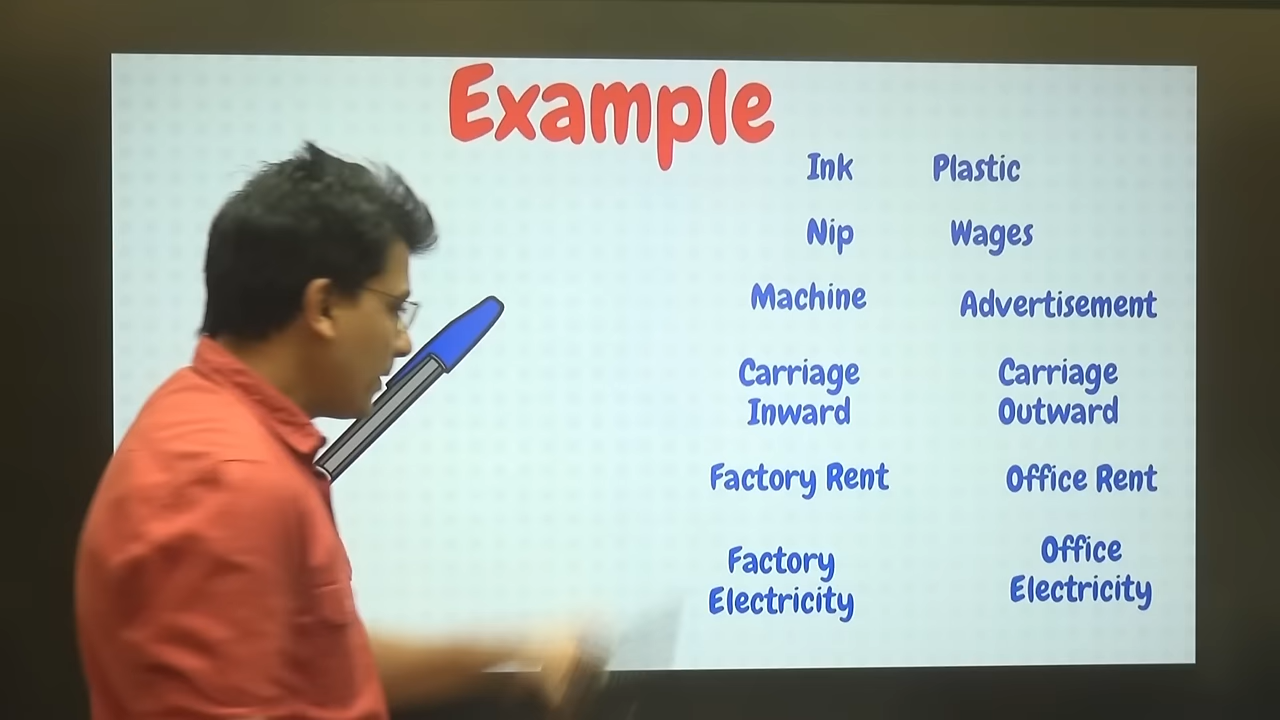 Example
Ink Plastic
Nip Wages
Machine Advertisement
Carriage Carriage
Inward Outward
Factory Rent Office Rent
Factory Office
Electricity Electricity